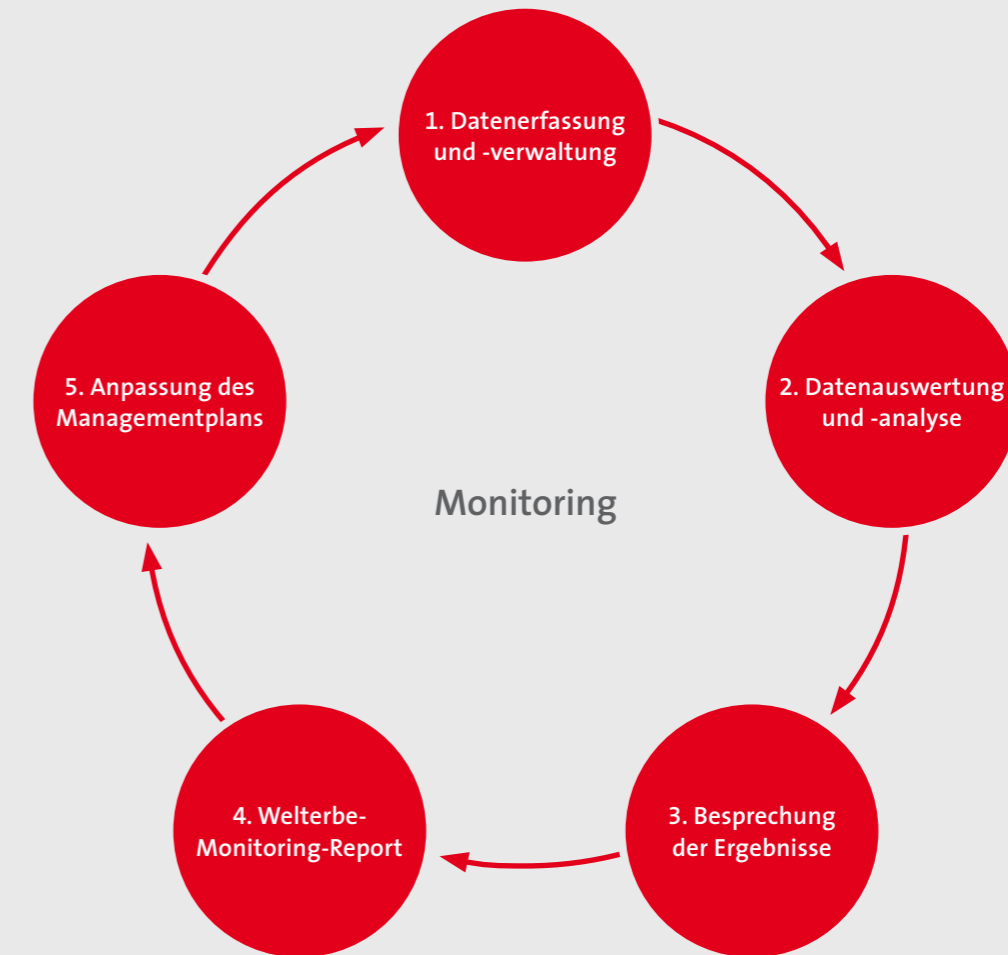 1. Datenerfassung
und -verwaltung
2. Datenauswertung
und -analyse
3. Besprechung
der Ergebnisse
4. Welterbe-
Monitoring-Report
5. Anpassung des
Managementplans
Monitoring